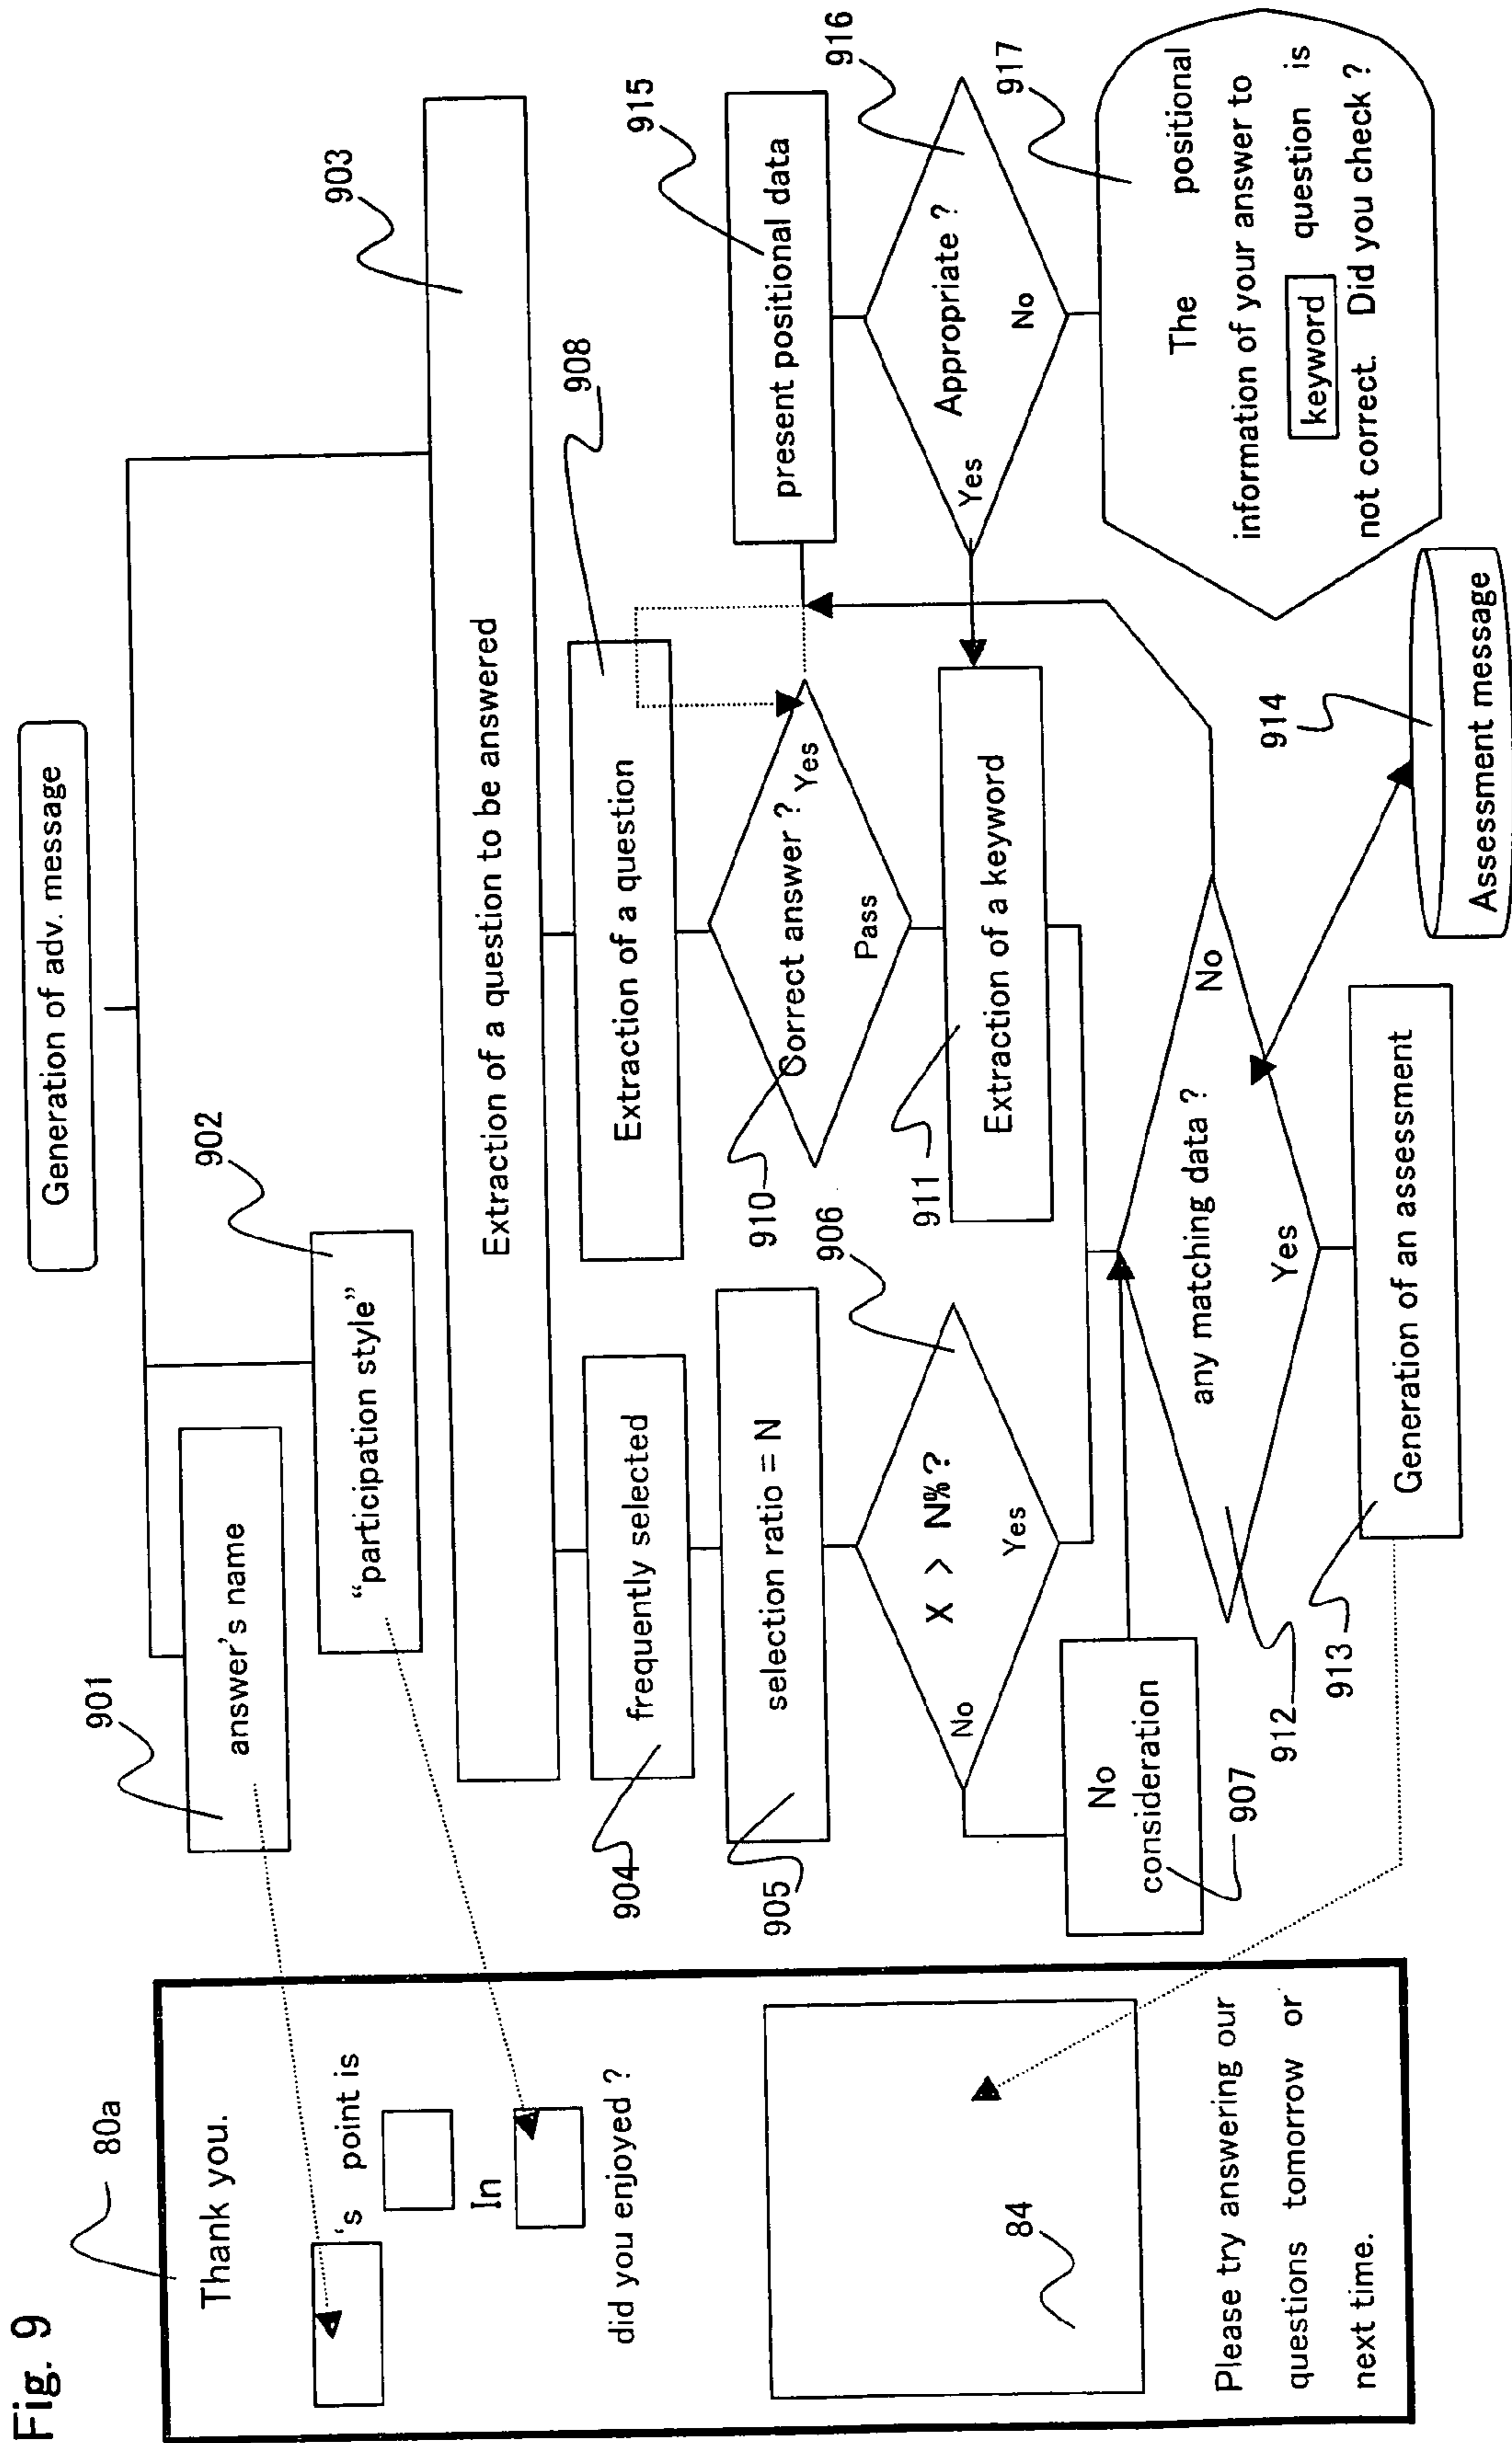 Fig. 9
80a
Thank you.
's point is
In
did you enjoyed ?
84
Please try answering our
questions tomorrow or
next time.
Generation of adv. message
901
answer's name
902
“participation style”
903
Extraction of a question to be answered
904
frequently selected
905
selection ratio = N
906
X > N% ?
No
Yes
No
consideration
907
908
Extraction of a question
910
Correct answer ?
Yes
Pass
911
Extraction of a keyword
912
any matching data ?
No
Yes
913
Generation of an assessment
914
Assessment message
915
present positional data
916
Appropriate ?
Yes
No
917
The positional
information of your answer to
keyword question is
not correct. Did you check ?